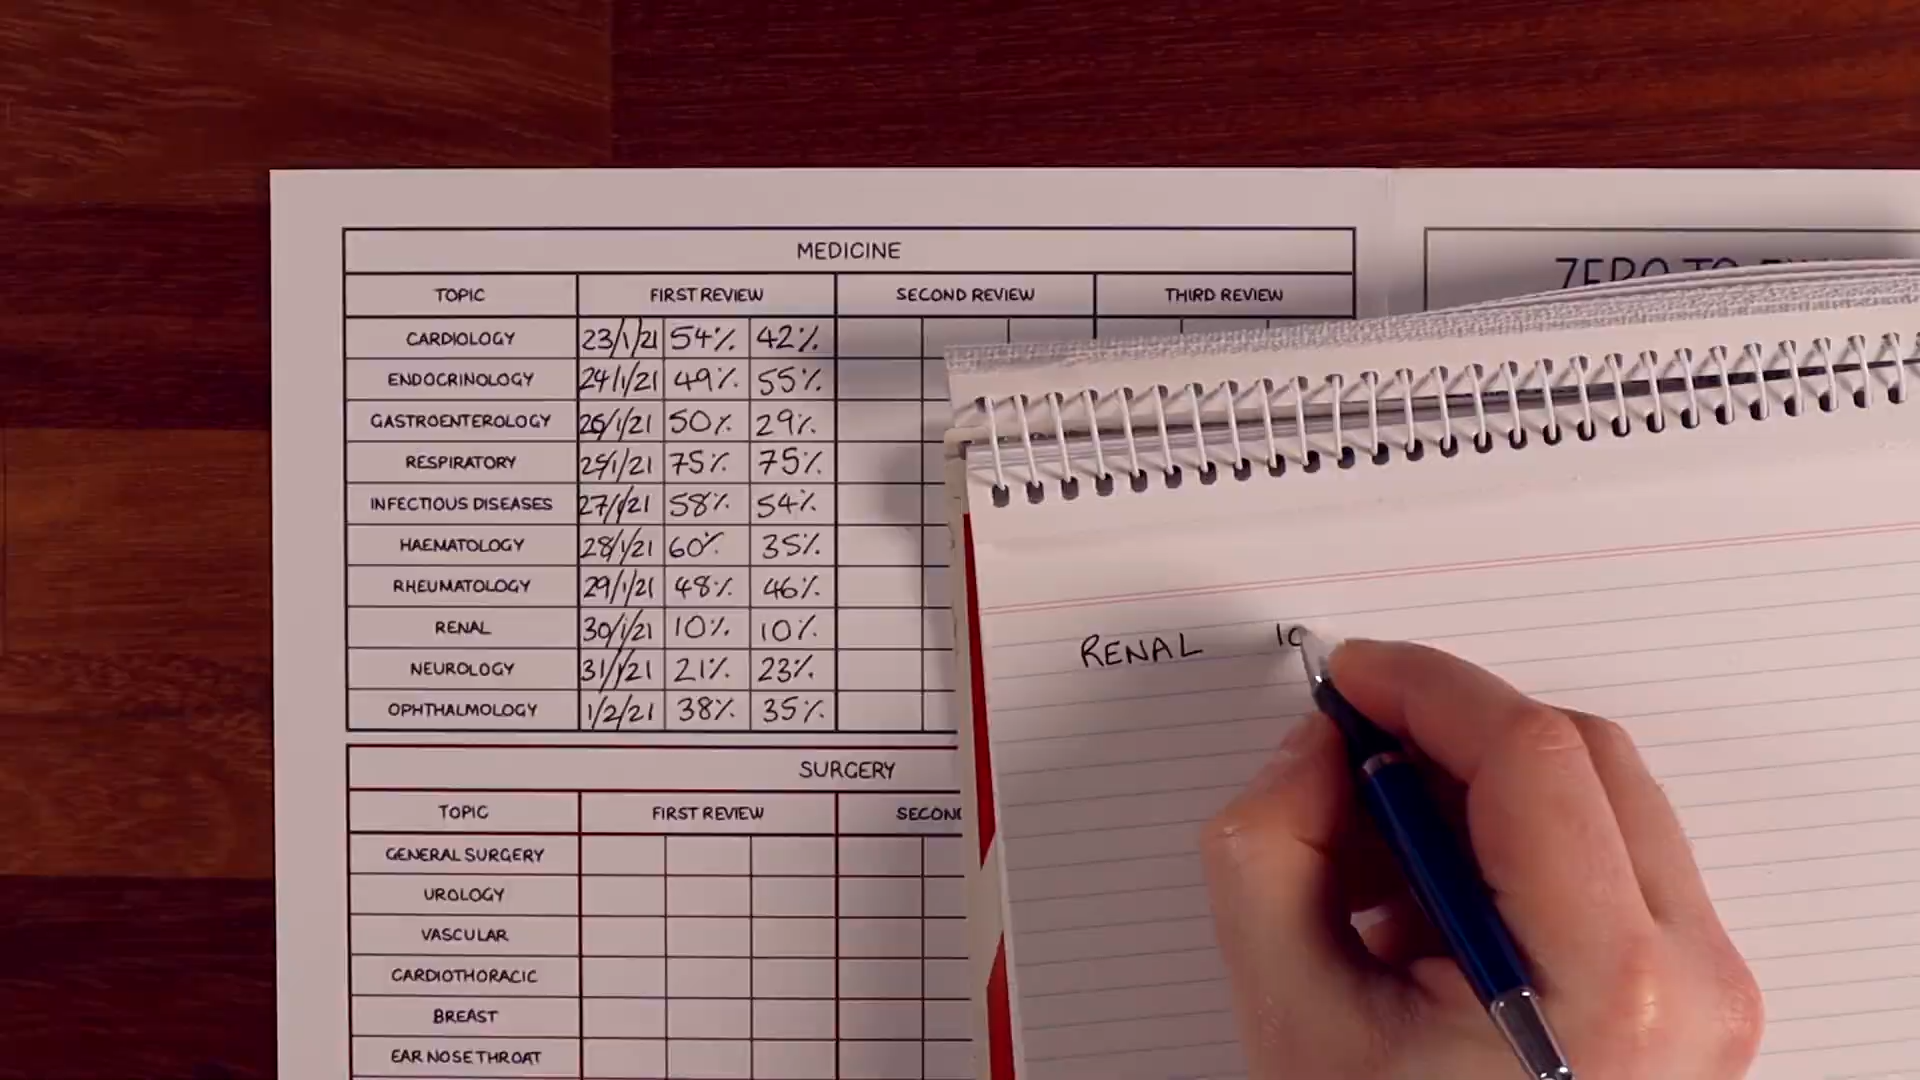 MEDICINE
TOPIC FIRST REVIEW SECOND REVIEW THIRD REVIEW
CARDIOLOGY 23/1/21 54% 42%
ENDOCRINOLOGY 24/1/21 49% 55%
GASTROENTEROLOGY 26/1/21 50% 29%
RESPIRATORY 25/1/21 75% 75%
INFECTIOUS DISEASES 27/1/21 58% 54%
HAEMATOLOGY 28/1/21 60% 35%
RHEUMATOLOGY 29/1/21 48% 46%
RENAL 30/1/21 10% 10%
NEUROLOGY 31/1/21 21% 23%
OPHTHALMOLOGY 1/2/21 38% 35%
SURGERY
TOPIC FIRST REVIEW SECOND
GENERAL SURGERY
UROLOGY
VASCULAR
CARDIOTHORACIC
BREAST
EAR NOSE THROAT
ZERO TO
RENAL 10